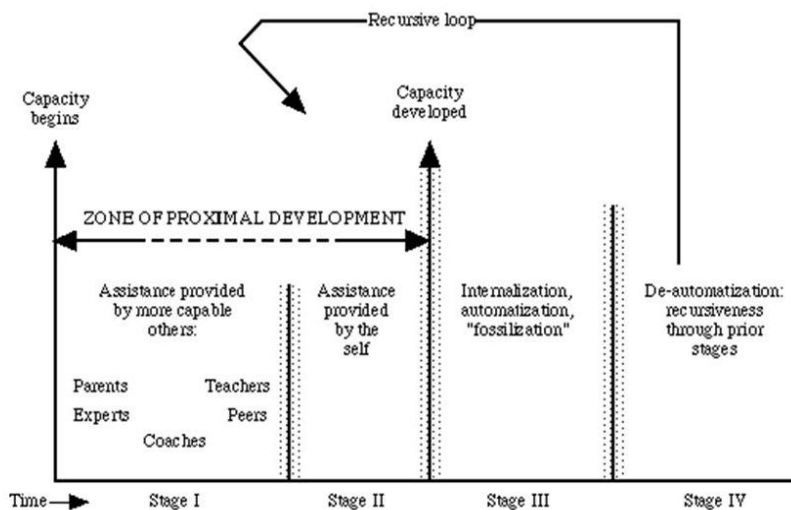 Recursive loop
Capacity
begins
Capacity
developed
ZONE OF PROXIMAL DEVELOPMENT
Assistance provided
by more capable
others:
Parents
Teachers
Experts
Peers
Coaches
Assistance
provided
by the
self
Internalization,
automatization,
"fossilization"
De-automatization:
recursiveness
through prior
stages
Time
Stage I
Stage II
Stage III
Stage IV